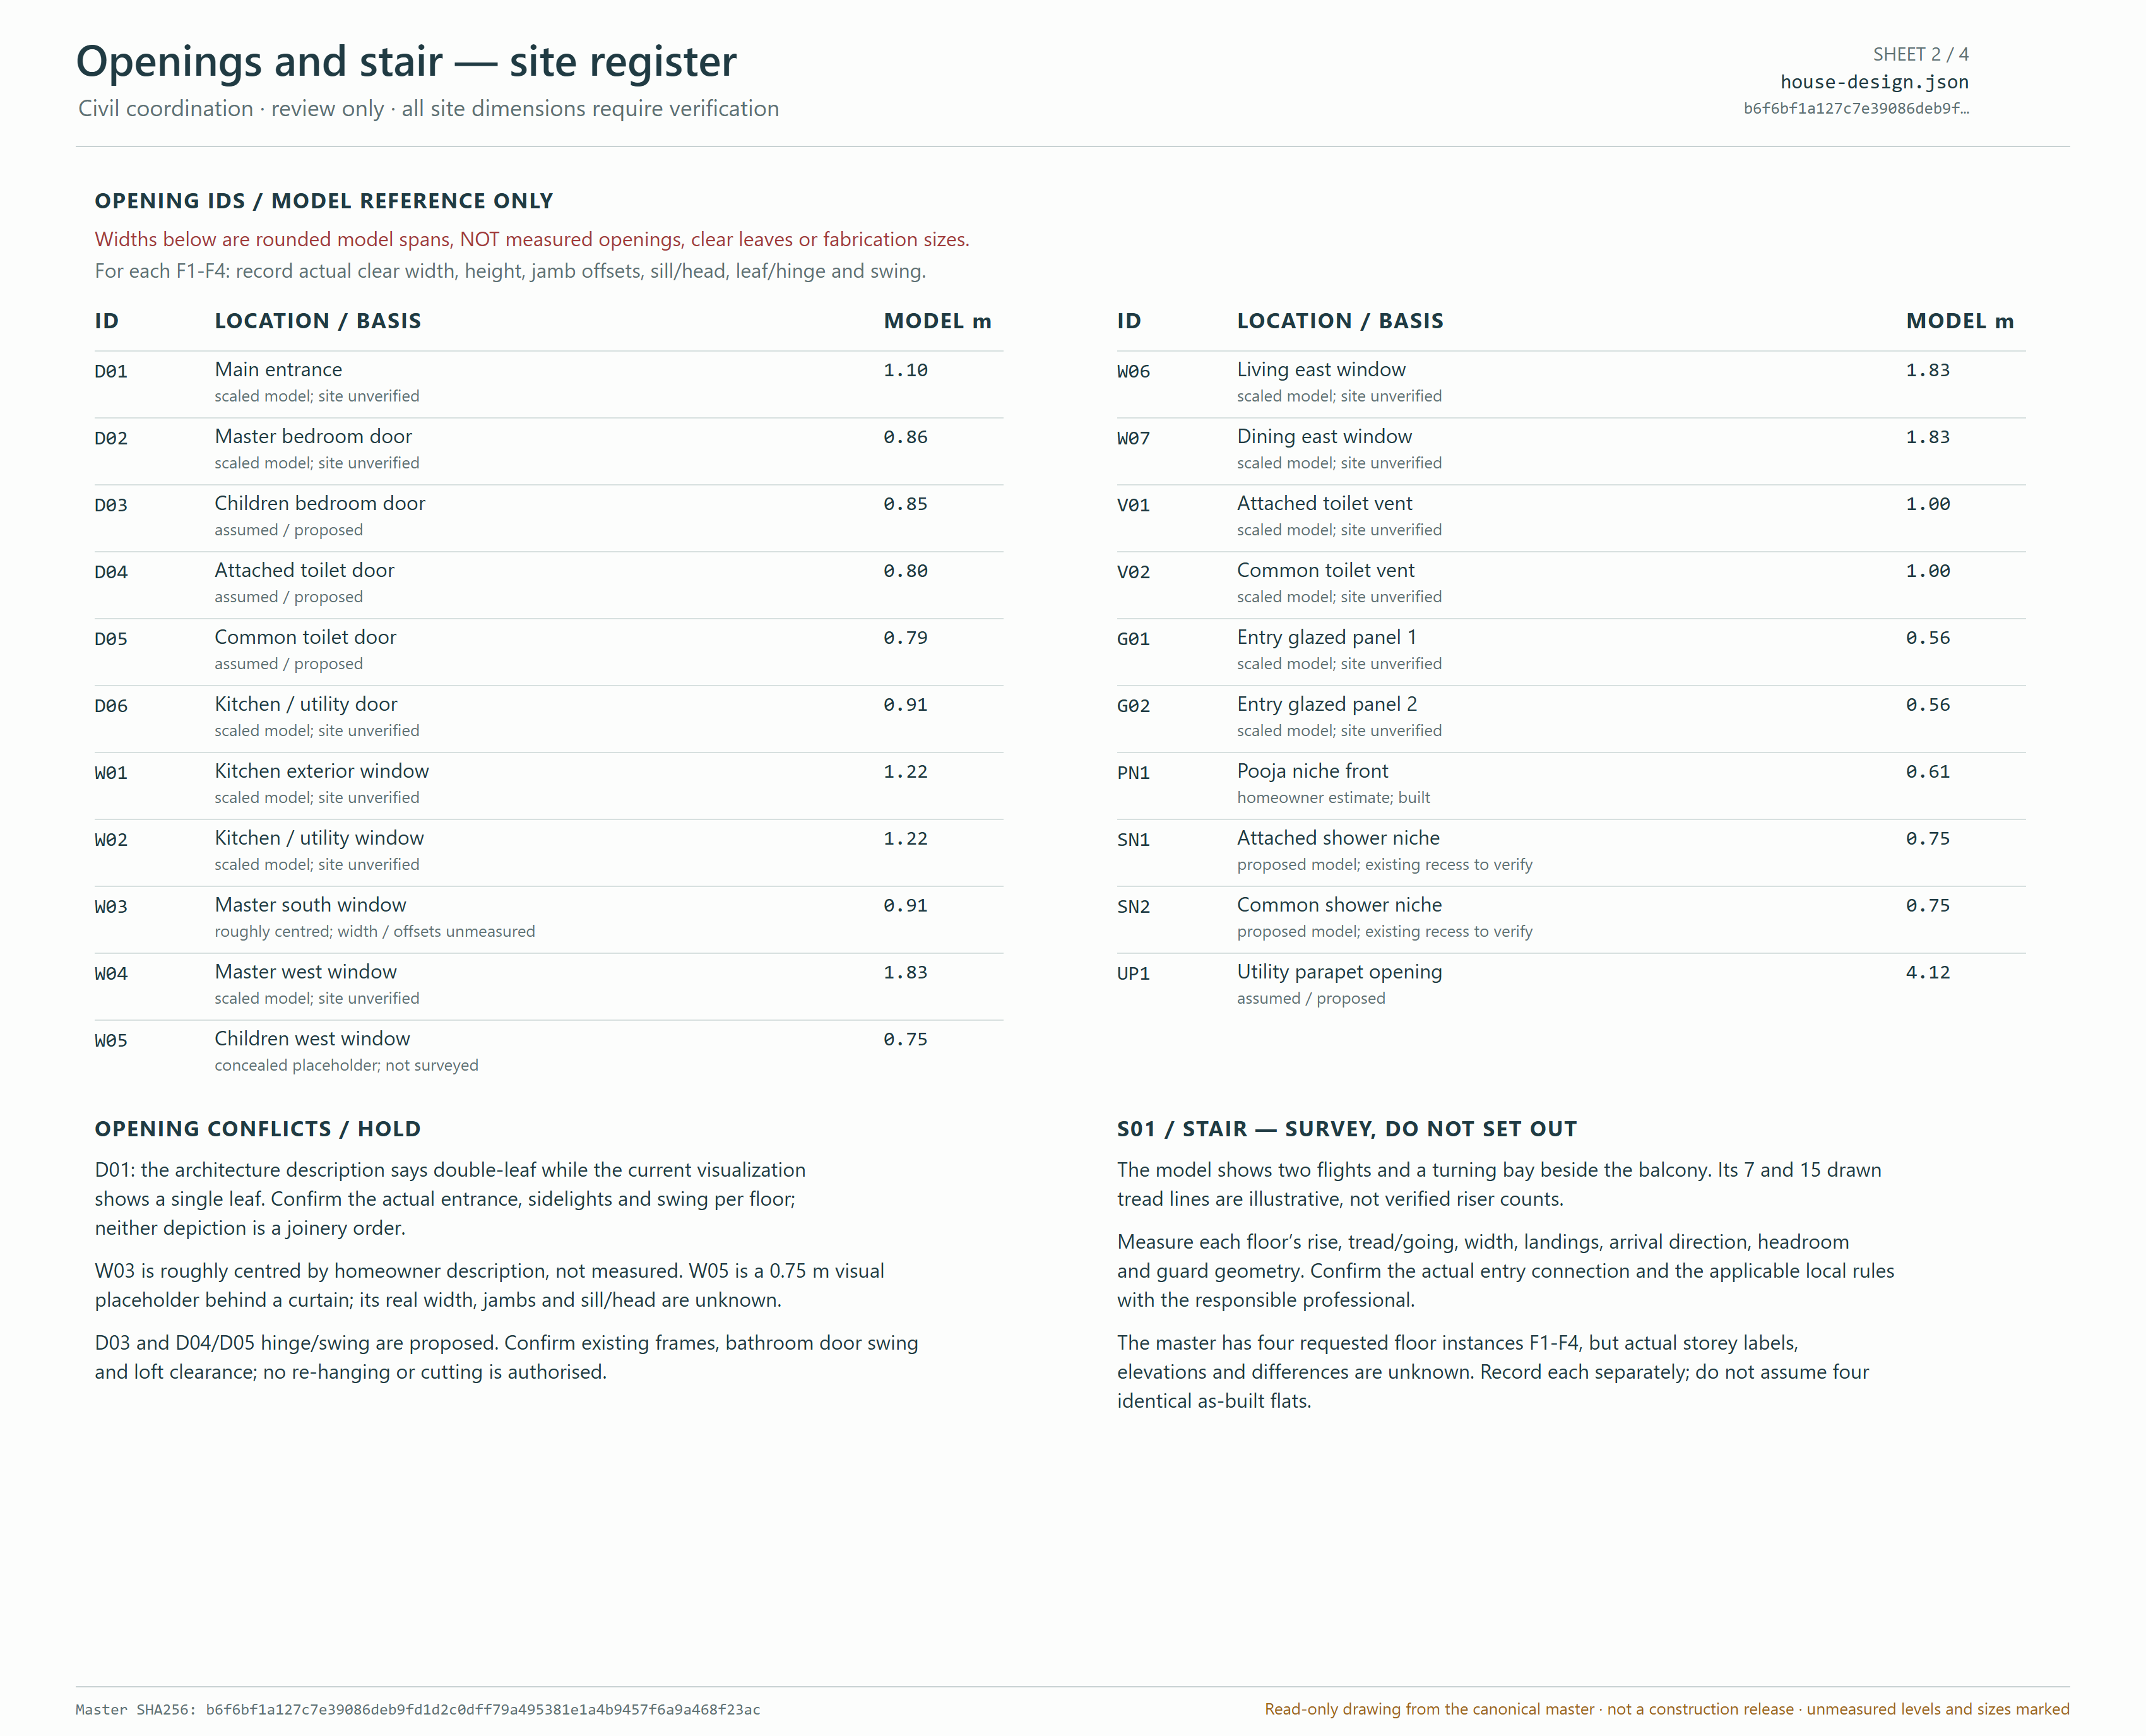 Openings and stair — site register
Civil coordination · review only · all site dimensions require verification
SHEET 2 / 4
house-design.json
b6f6bf1a127c7e39086deb9f…
OPENING IDS / MODEL REFERENCE ONLY
Widths below are rounded model spans, NOT measured openings, clear leaves or fabrication sizes.
For each F1-F4: record actual clear width, height, jamb offsets, sill/head, leaf/hinge and swing.
ID LOCATION / BASIS MODEL m
D01 Main entrance 1.10
scaled model; site unverified
D02 Master bedroom door 0.86
scaled model; site unverified
D03 Children bedroom door 0.85
assumed / proposed
D04 Attached toilet door 0.80
assumed / proposed
D05 Common toilet door 0.79
assumed / proposed
D06 Kitchen / utility door 0.91
scaled model; site unverified
W01 Kitchen exterior window 1.22
scaled model; site unverified
W02 Kitchen / utility window 1.22
scaled model; site unverified
W03 Master south window 0.91
roughly centred; width / offsets unmeasured
W04 Master west window 1.83
scaled model; site unverified
W05 Children west window 0.75
concealed placeholder; not surveyed
ID LOCATION / BASIS MODEL m
W06 Living east window 1.83
scaled model; site unverified
W07 Dining east window 1.83
scaled model; site unverified
V01 Attached toilet vent 1.00
scaled model; site unverified
V02 Common toilet vent 1.00
scaled model; site unverified
G01 Entry glazed panel 1 0.56
scaled model; site unverified
G02 Entry glazed panel 2 0.56
scaled model; site unverified
PN1 Pooja niche front 0.61
homeowner estimate; built
SN1 Attached shower niche 0.75
proposed model; existing recess to verify
SN2 Common shower niche 0.75
proposed model; existing recess to verify
UP1 Utility parapet opening 4.12
assumed / proposed
OPENING CONFLICTS / HOLD
D01: the architecture description says double-leaf while the current visualization
shows a single leaf. Confirm the actual entrance, sidelights and swing per floor;
neither depiction is a joinery order.
W03 is roughly centred by homeowner description, not measured. W05 is a 0.75 m visual
placeholder behind a curtain; its real width, jambs and sill/head are unknown.
D03 and D04/D05 hinge/swing are proposed. Confirm existing frames, bathroom door swing
and loft clearance; no re-hanging or cutting is authorised.
S01 / STAIR — SURVEY, DO NOT SET OUT
The model shows two flights and a turning bay beside the balcony. Its 7 and 15 drawn
tread lines are illustrative, not verified riser counts.
Measure each floor’s rise, tread/going, width, landings, arrival direction, headroom
and guard geometry. Confirm the actual entry connection and the applicable local rules
with the responsible professional.
The master has four requested floor instances F1-F4, but actual storey labels,
elevations and differences are unknown. Record each separately; do not assume four
identical as-built flats.
Master SHA256: b6f6bf1a127c7e39086deb9fd1d2c0dff79a495381e1a4b9457f6a9a468f23ac
Read-only drawing from the canonical master · not a construction release · unmeasured levels and sizes marked